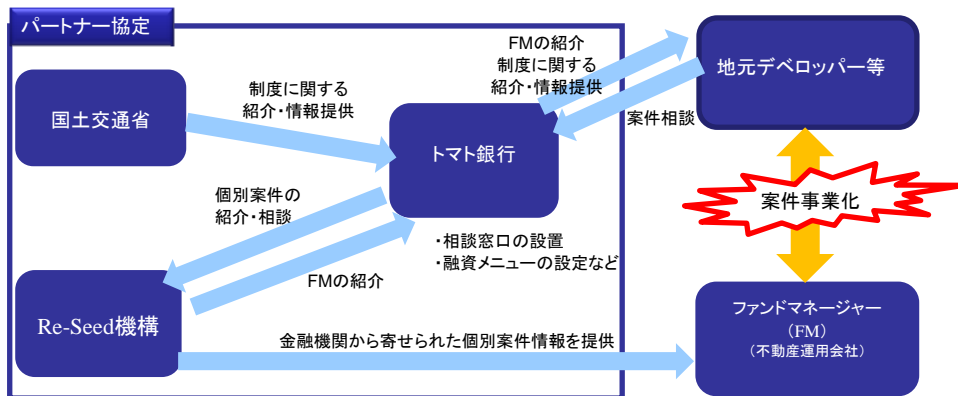 パートナー協定
FMの紹介
制度に関する
紹介・情報提供
地元デベロッパー等
制度に関する
紹介・情報提供
国土交通省
案件相談
トマト銀行
個別案件の
紹介・相談
案件事業化
・相談窓口の設置
・融資メニューの設定など
FMの紹介
Re-Seed機構
ファンドマネージャー
（FM）
（不動産運用会社）
金融機関から寄せられた個別案件情報を提供